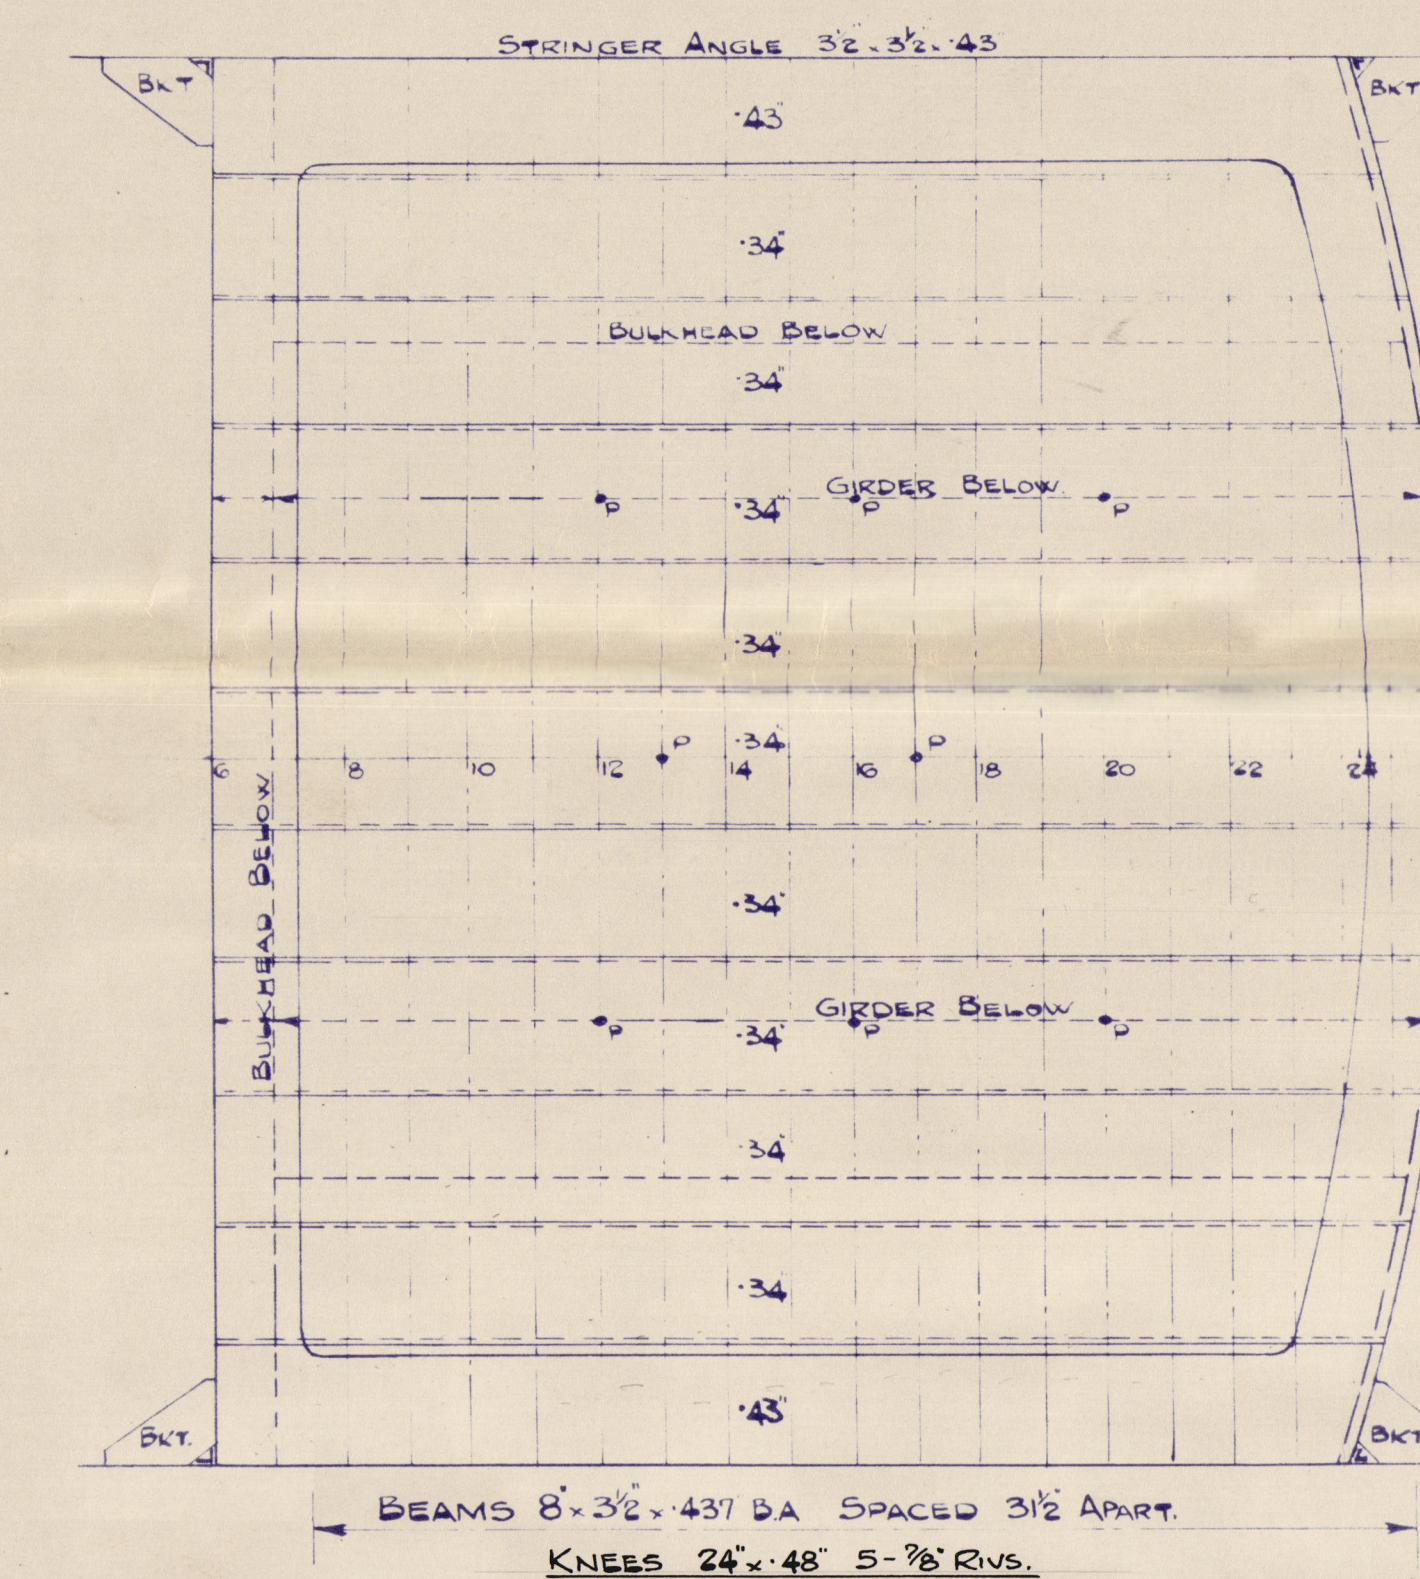 STRINGER ANGLE 3½" × 3½" × ·43
BKT
BKT
·43"
·34"
BULKHEAD BELOW
·34"
GIRDER BELOW
·34"
P P P
·34"
P ·34" P
6 8 10 12 14 16 18 20 22 24
BULKHEAD BELOW
·34"
GIRDER BELOW
·34"
P P P
·34"
·34
·43"
BKT.
BKT
BEAMS 8" × 3½" × ·437 B.A SPACED 31½" APART.
KNEES 24" × ·48" 5-⅞" RIVS.